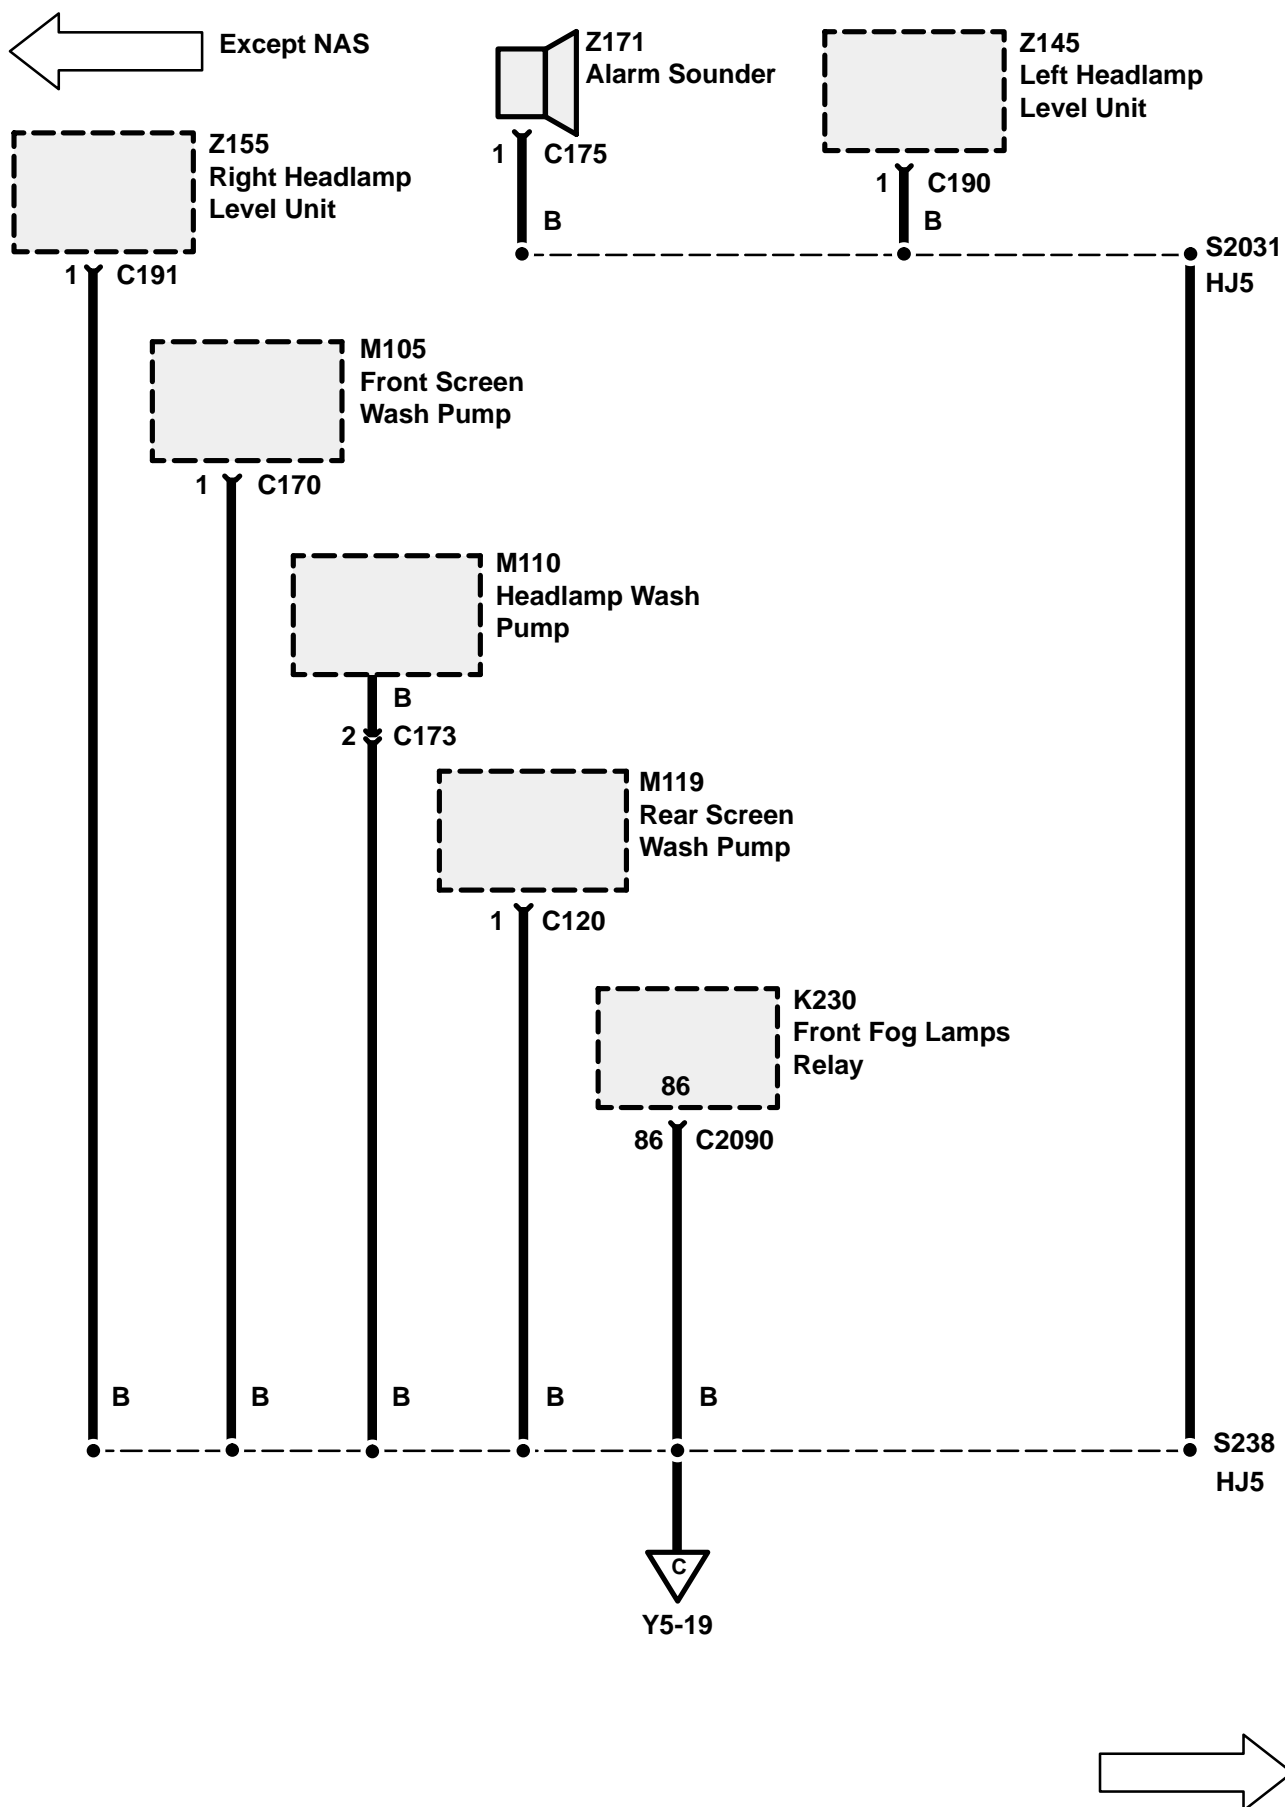 Except NAS
Z171
Alarm Sounder
Z145
Left Headlamp
Level Unit
Z155
Right Headlamp
Level Unit
1 C175
1 C190
B
B
S2031
HJ5
1 C191
M105
Front Screen
Wash Pump
1 C170
M110
Headlamp Wash
Pump
B
2 C173
M119
Rear Screen
Wash Pump
1 C120
K230
Front Fog Lamps
Relay
86
86 C2090
B B B B B
S238
HJ5
C
Y5-19